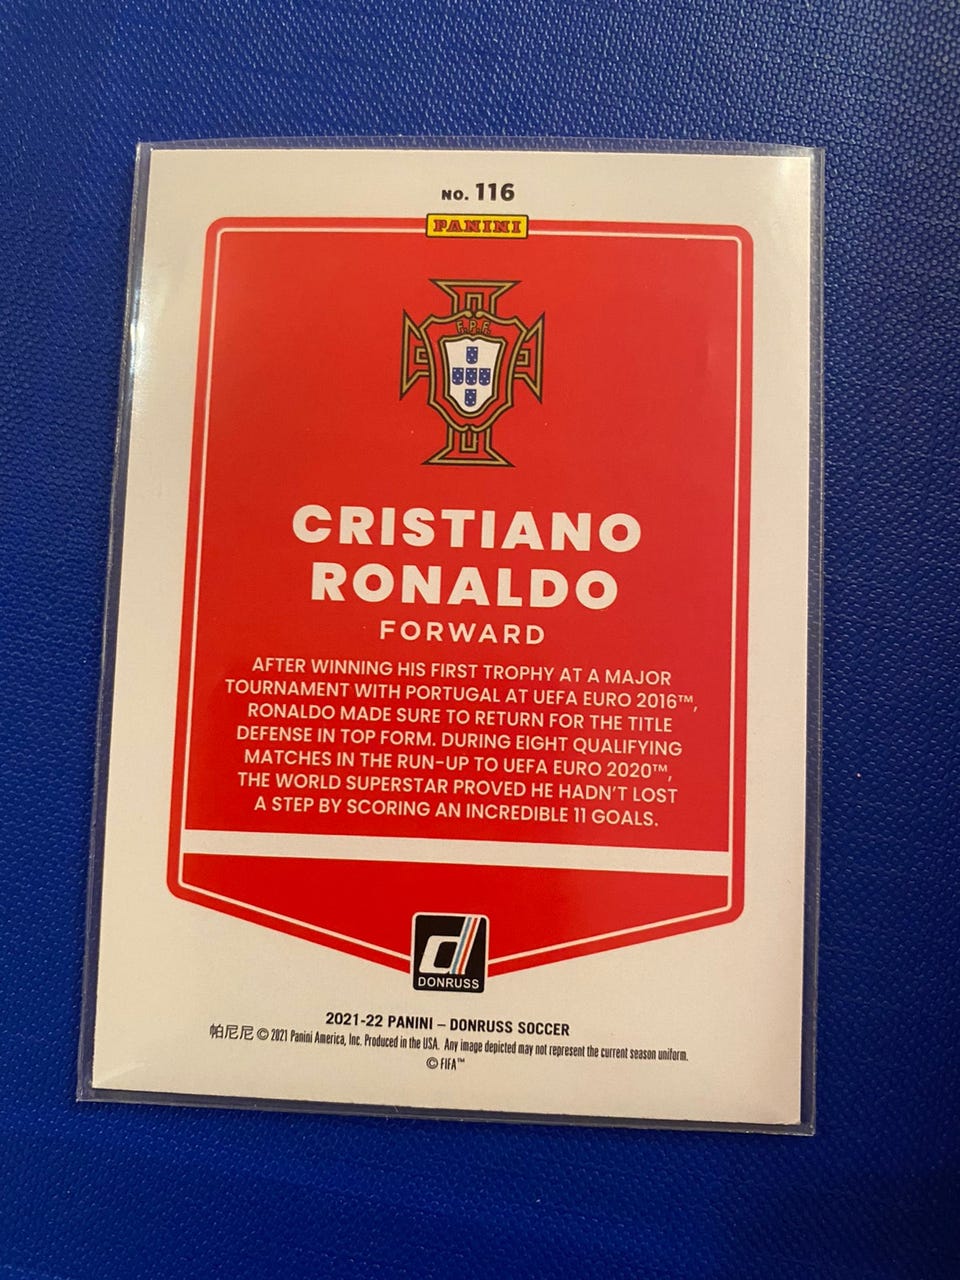 NO. 116
PANINI
F.P.F.
CRISTIANO
RONALDO
FORWARD
AFTER WINNING HIS FIRST TROPHY AT A MAJOR
TOURNAMENT WITH PORTUGAL AT UEFA EURO 2016™,
RONALDO MADE SURE TO RETURN FOR THE TITLE
DEFENSE IN TOP FORM. DURING EIGHT QUALIFYING
MATCHES IN THE RUN-UP TO UEFA EURO 2020™,
THE WORLD SUPERSTAR PROVED HE HADN'T LOST
A STEP BY SCORING AN INCREDIBLE 11 GOALS.
d
DONRUSS
2021-22 PANINI – DONRUSS SOCCER
帕尼尼 © 2021 Panini America, Inc. Produced in the USA. Any image depicted may not represent the current season uniform.
© FIFA™